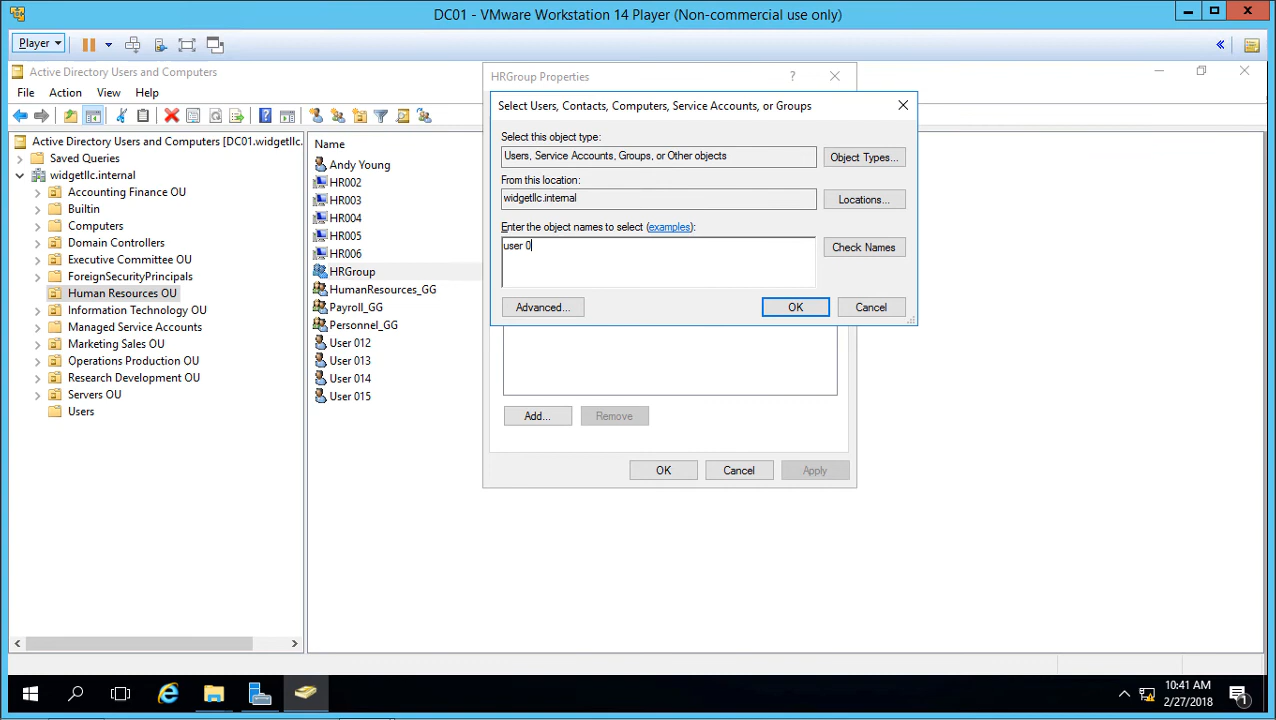 DC01 - VMware Workstation 14 Player (Non-commercial use only)
Player
Active Directory Users and Computers
File Action View Help
Active Directory Users and Computers [DC01.widgetllc.
Saved Queries
widgetllc.internal
Accounting Finance OU
Builtin
Computers
Domain Controllers
Executive Committee OU
ForeignSecurityPrincipals
Human Resources OU
Information Technology OU
Managed Service Accounts
Marketing Sales OU
Operations Production OU
Research Development OU
Servers OU
Users
Name
Andy Young
HR002
HR003
HR004
HR005
HR006
HRGroup
HumanResources_GG
Payroll_GG
Personnel_GG
User 012
User 013
User 014
User 015
HRGroup Properties
?
Select Users, Contacts, Computers, Service Accounts, or Groups
Select this object type:
Users, Service Accounts, Groups, or Other objects
Object Types...
From this location:
widgetllc.internal
Locations...
Enter the object names to select (examples):
user 0
Check Names
Advanced...
OK
Cancel
Add...
Remove
OK
Cancel
Apply
10:41 AM
2/27/2018
1